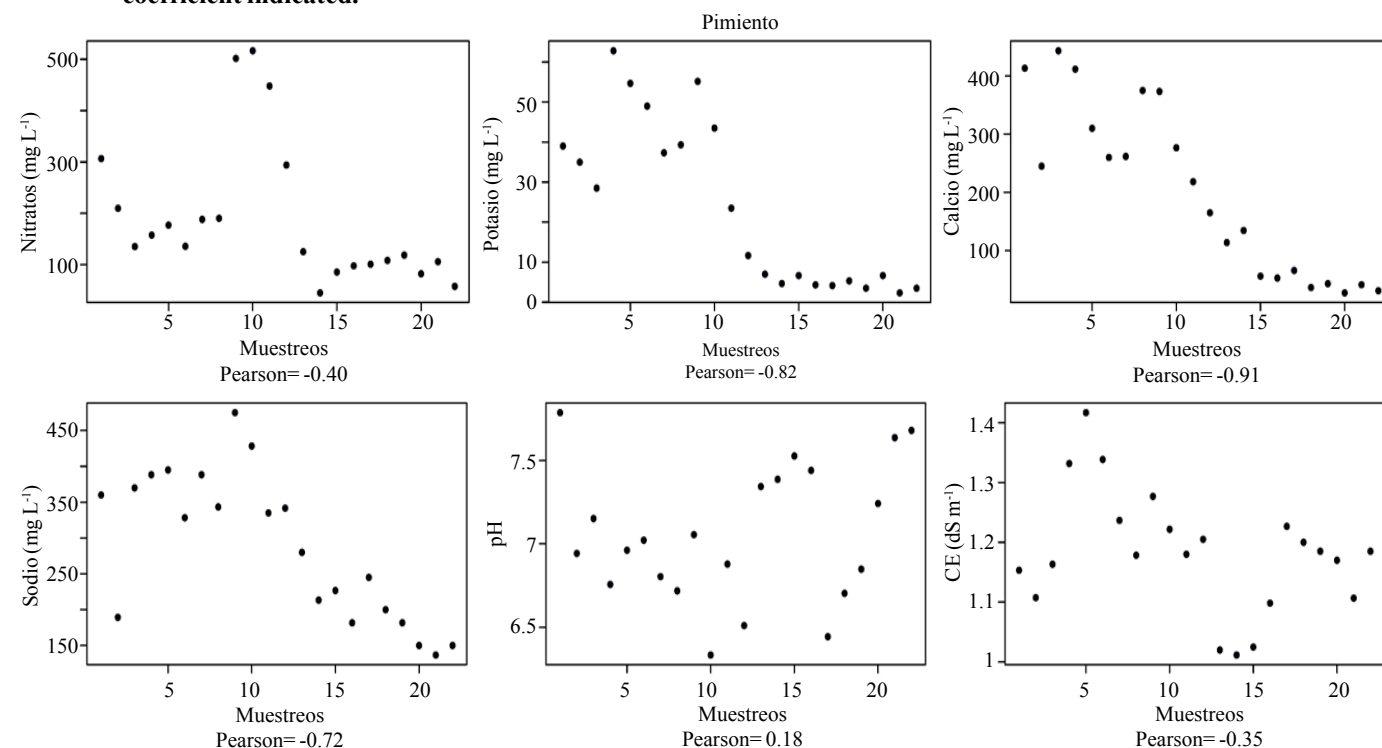 coefficient indicated.
Pimiento
Nitratos (mg L-1)
500
300
100
5 10 15 20
Muestreos
Pearson= -0.40
Potasio (mg L-1)
50
30
10
0
5 10 15 20
Muestreos
Pearson= -0.82
Calcio (mg L-1)
400
300
200
100
5 10 15 20
Muestreos
Pearson= -0.91
Sodio (mg L-1)
450
350
250
150
5 10 15 20
Muestreos
Pearson= -0.72
pH
7.5
7
6.5
5 10 15 20
Muestreos
Pearson= 0.18
CE (dS m-1)
1.4
1.3
1.2
1.1
1
5 10 15 20
Muestreos
Pearson= -0.35